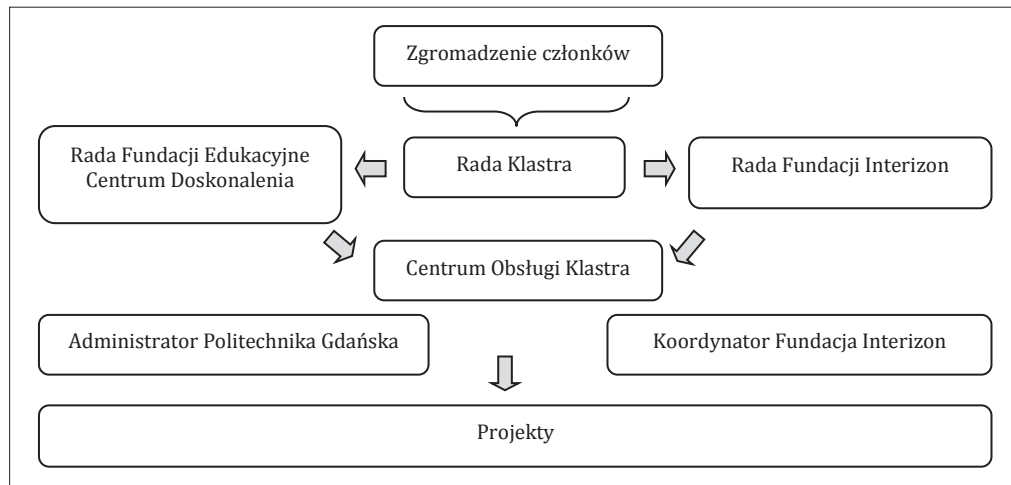 Zgromadzenie członków
Rada Fundacji Edukacyjne
Centrum Doskonalenia
Rada Klastra
Rada Fundacji Interizon
Centrum Obsługi Klastra
Administrator Politechnika Gdańska
Koordynator Fundacja Interizon
Projekty